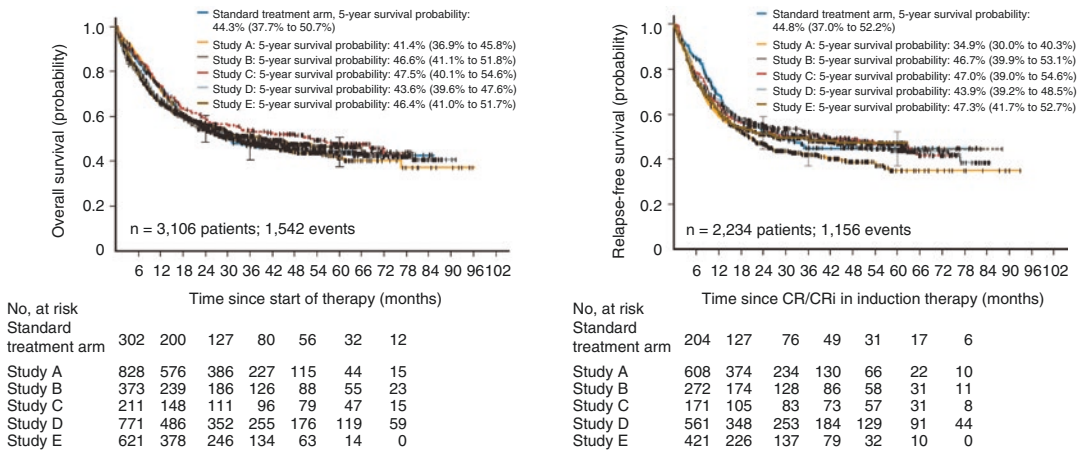 Standard treatment arm, 5-year survival probability:
44.3% (37.7% to 50.7%)
Study A: 5-year survival probability: 41.4% (36.9% to 45.8%)
Study B: 5-year survival probability: 46.6% (41.1% to 51.8%)
Study C: 5-year survival probability: 47.5% (40.1% to 54.6%)
Study D: 5-year survival probability: 43.6% (39.6% to 47.6%)
Study E: 5-year survival probability: 46.4% (41.0% to 51.7%)
Overall survival (probability)
1.0
0.8
0.6
0.4
0.2
0
n = 3,106 patients; 1,542 events
6 12 18 24 30 36 42 48 54 60 66 72 78 84 90 96 102
Time since start of therapy (months)
No, at risk
Standard
treatment arm 302 200 127 80 56 32 12
Study A 828 576 386 227 115 44 15
Study B 373 239 186 126 88 55 23
Study C 211 148 111 96 79 47 15
Study D 771 486 352 255 176 119 59
Study E 621 378 246 134 63 14 0
Standard treatment arm, 5-year survival probability:
44.8% (37.0% to 52.2%)
Study A: 5-year survival probability: 34.9% (30.0% to 40.3%)
Study B: 5-year survival probability: 46.7% (39.9% to 53.1%)
Study C: 5-year survival probability: 47.0% (39.0% to 54.6%)
Study D: 5-year survival probability: 43.9% (39.2% to 48.5%)
Study E: 5-year survival probability: 47.3% (41.7% to 52.7%)
Relapse-free survival (probability)
1.0
0.8
0.6
0.4
0.2
0
n = 2,234 patients; 1,156 events
6 12 18 24 30 36 42 48 54 60 66 72 78 84 90 96 102
Time since CR/CRi in induction therapy (months)
No, at risk
Standard
treatment arm 204 127 76 49 31 17 6
Study A 608 374 234 130 66 22 10
Study B 272 174 128 86 58 31 11
Study C 171 105 83 73 57 31 8
Study D 561 348 253 184 129 91 44
Study E 421 226 137 79 32 10 0